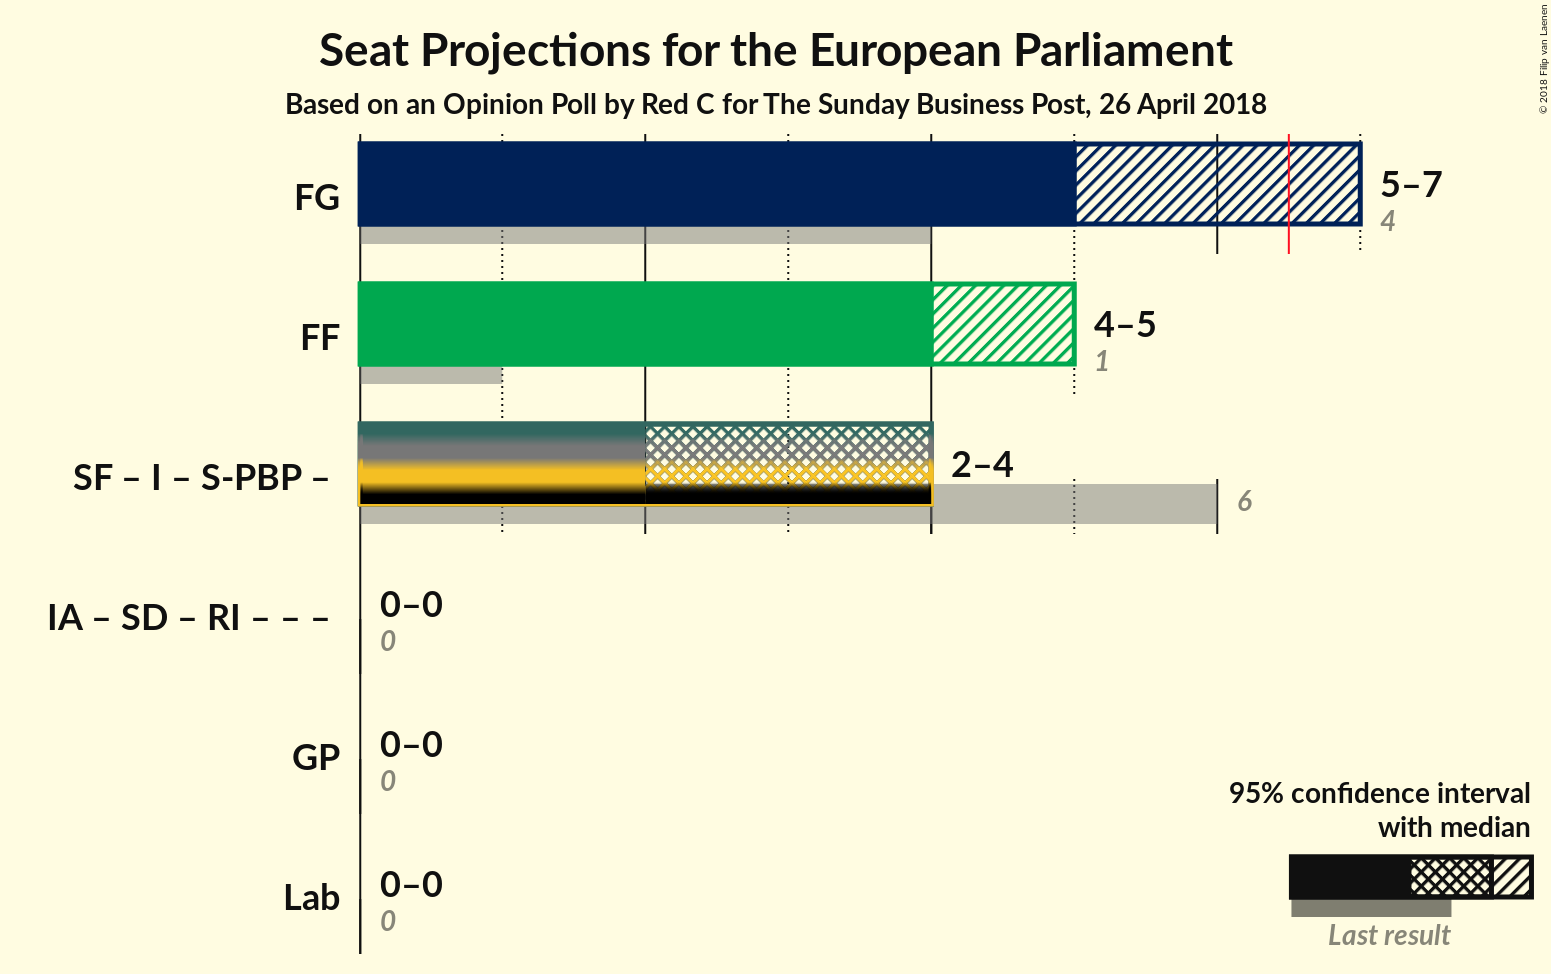 Seat Projections for the European Parliament
Based on an Opinion Poll by Red C for The Sunday Business Post, 26 April 2018
© 2018 Filip van Laenen
FG
5–7
4
FF
4–5
1
SF – I – S-PBP –
2–4
6
IA – SD – RI – – –
0–0
0
GP
0–0
0
Lab
0–0
0
95% confidence interval
with median
Last result